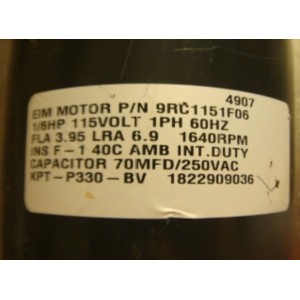 4907
EIM MOTOR P/N 9RC1151F06
1/6HP 115VOLT 1PH 60HZ
FLA 3.95 LRA 6.9 1640RPM
INS F-1 40C AMB INT.DUTY
CAPACITOR 70MFD/250VAC
KPT-P330-BV 1822909036